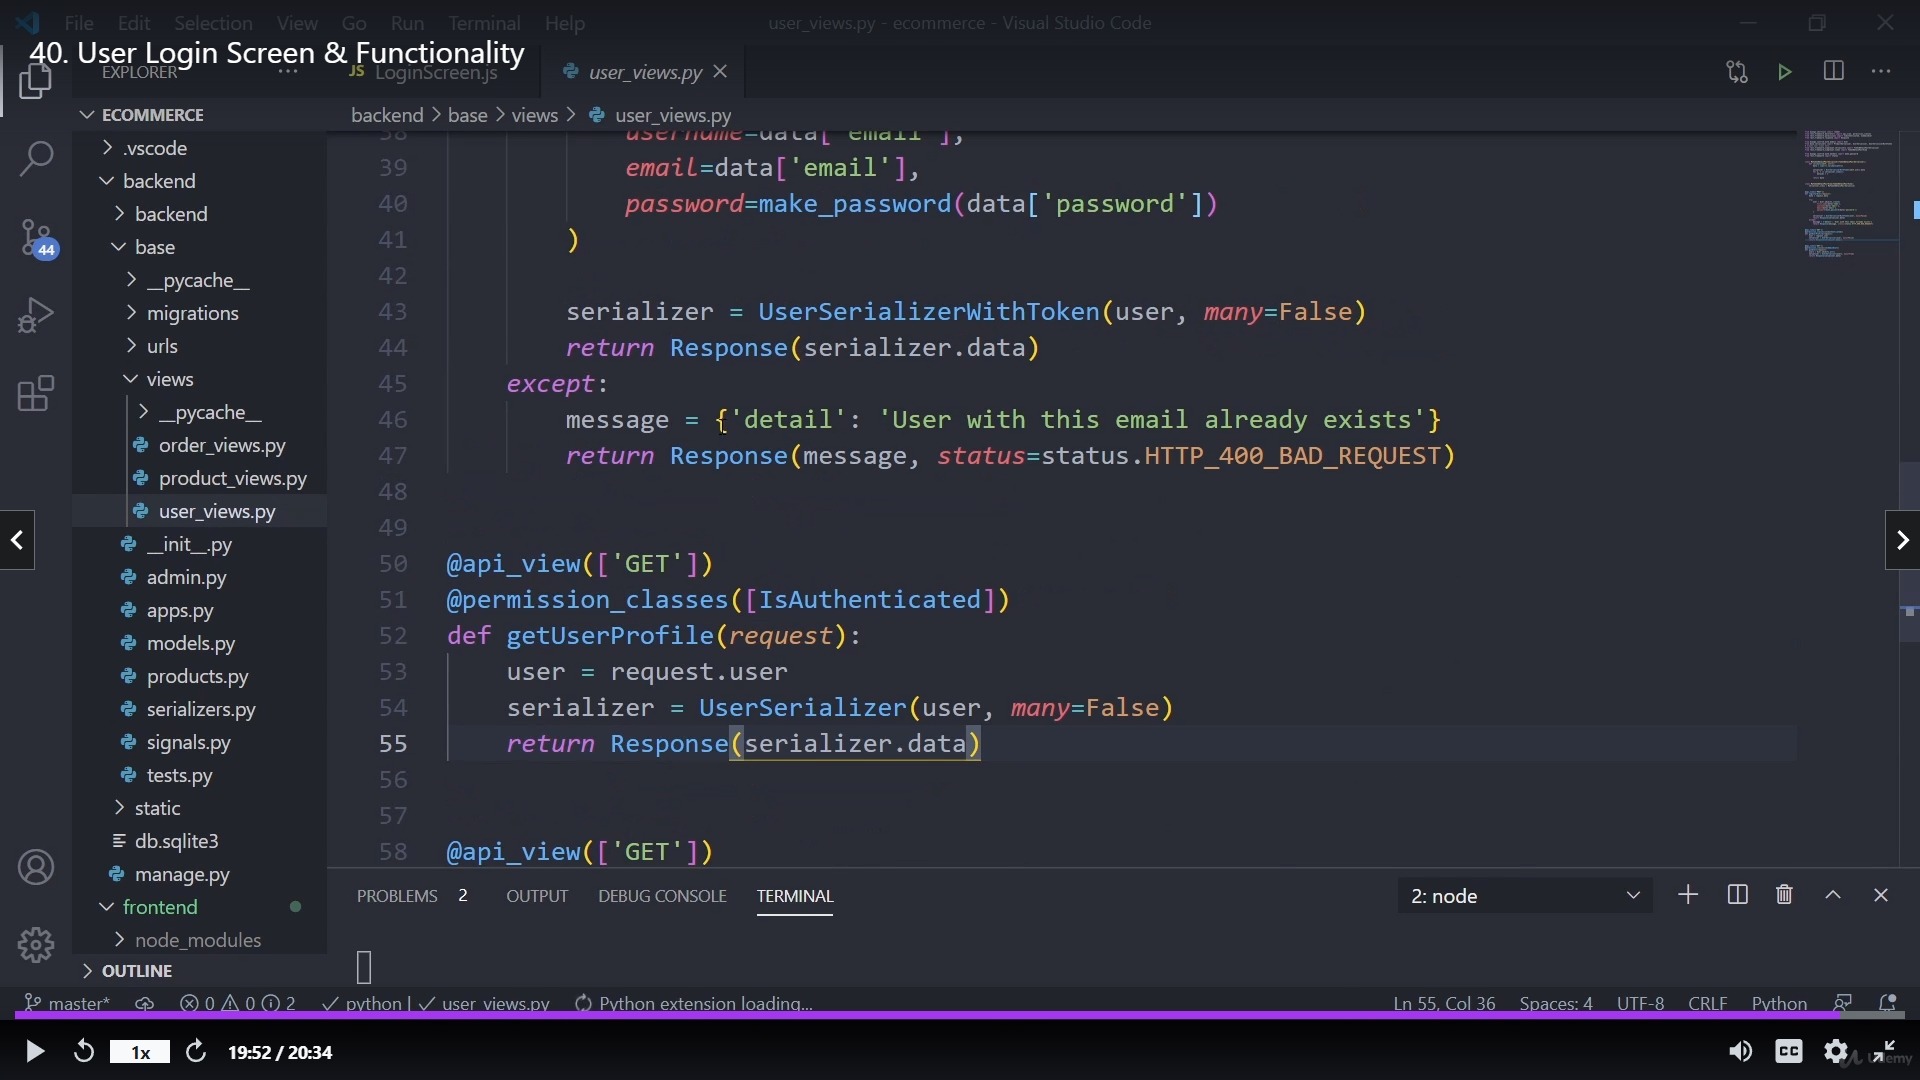 File Edit Selection View Go Run Terminal Help user_views.py - ecommerce - Visual Studio Code
40. User Login Screen & Functionality
EXPLORER ··· JS LoginScreen.js user_views.py
ECOMMERCE
backend > base > views > user_views.py
.vscode
backend
backend
base
__pycache__
migrations
urls
views
__pycache__
order_views.py
product_views.py
user_views.py
__init__.py
admin.py
apps.py
models.py
products.py
serializers.py
signals.py
tests.py
static
db.sqlite3
manage.py
frontend
node_modules
OUTLINE
44
38 username=data['email'],
39 email=data['email'],
40 password=make_password(data['password'])
41 )
42
43 serializer = UserSerializerWithToken(user, many=False)
44 return Response(serializer.data)
45 except:
46 message = {'detail': 'User with this email already exists'}
47 return Response(message, status=status.HTTP_400_BAD_REQUEST)
48
49
50 @api_view(['GET'])
51 @permission_classes([IsAuthenticated])
52 def getUserProfile(request):
53 user = request.user
54 serializer = UserSerializer(user, many=False)
55 return Response(serializer.data)
56
57
58 @api_view(['GET'])
PROBLEMS 2 OUTPUT DEBUG CONSOLE TERMINAL 2: node
master* 0 0 2 python | user_views.py Python extension loading... Ln 55, Col 36 Spaces: 4 UTF-8 CRLF Python
1x 19:52 / 20:34 CC Udemy